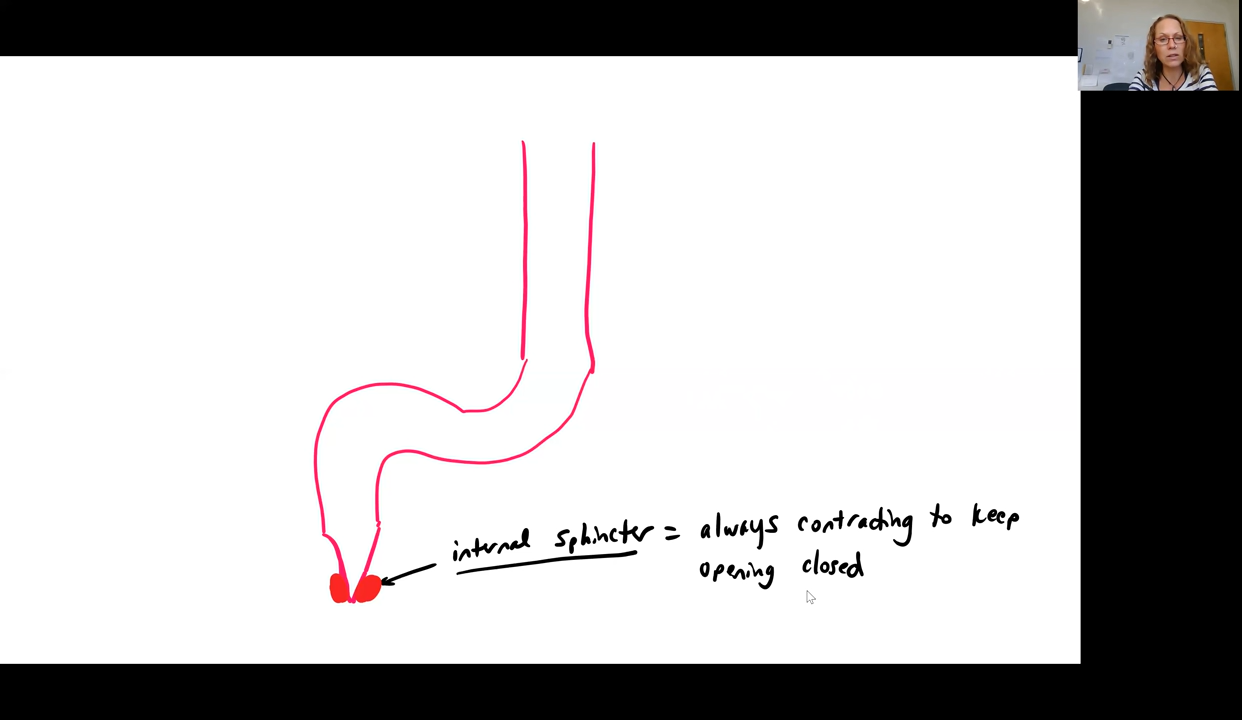 internal sphincter = always contracting to keep
opening closed